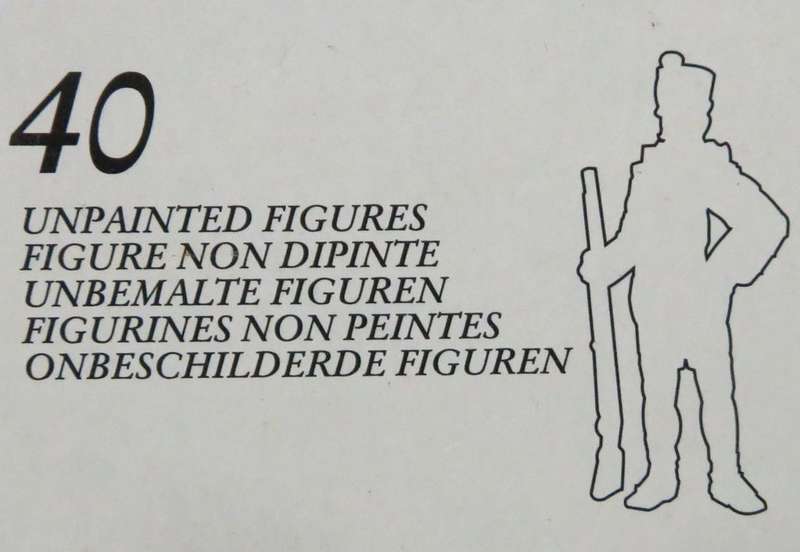 40
UNPAINTED FIGURES
FIGURE NON DIPINTE
UNBEMALTE FIGUREN
FIGURINES NON PEINTES
ONBESCHILDERDE FIGUREN